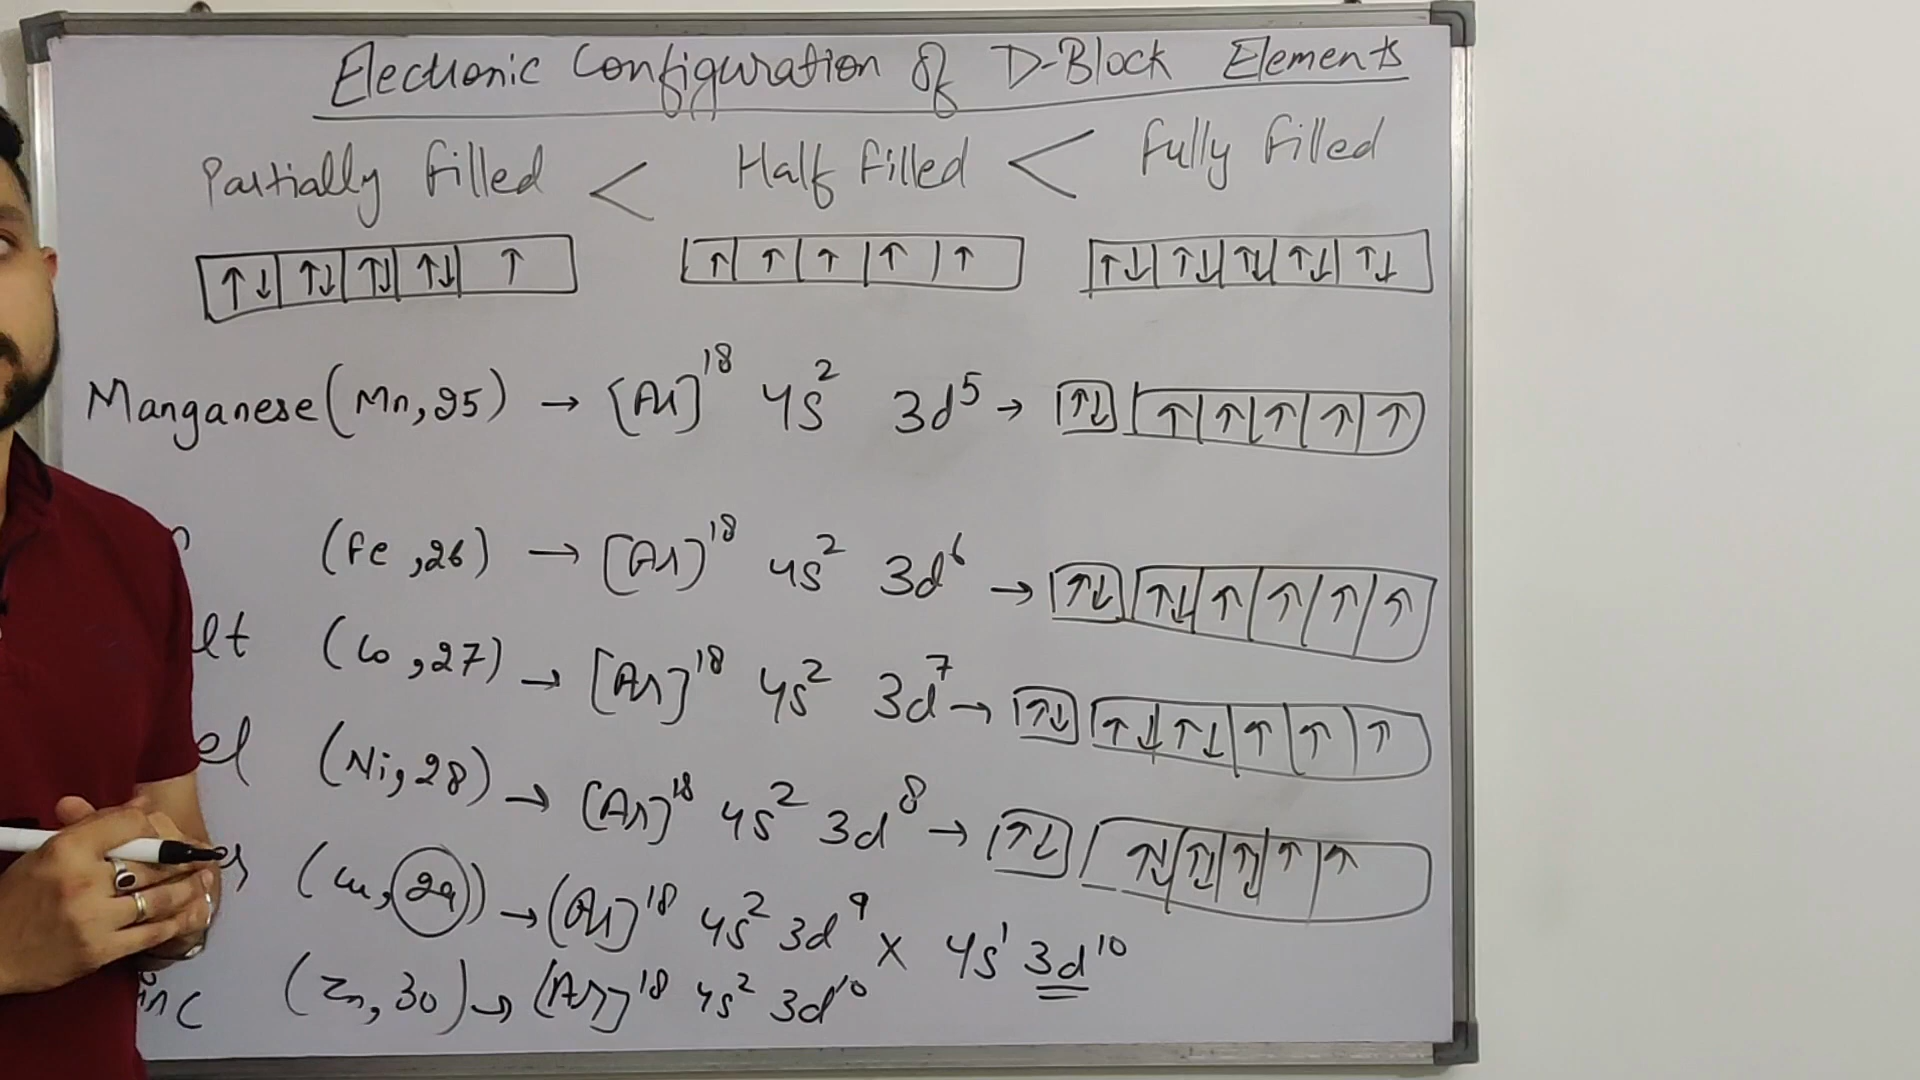 Electronic Configuration Of D-Block Elements
Partially filled < Half filled < fully filled
↑↓ ↑↓ ↑↓ ↑↓ ↑ ↑ ↑ ↑ ↑ ↑ ↑↓ ↑↓ ↑↓ ↑↓ ↑↓
Manganese (Mn, 25) → [Ar]¹⁸ 4s² 3d⁵ → ↑↓ ↑ ↑ ↑ ↑ ↑
(Fe, 26) → [Ar]¹⁸ 4s² 3d⁶ → ↑↓ ↑↓ ↑ ↑ ↑ ↑
lt (Co, 27) → [Ar]¹⁸ 4s² 3d⁷ → ↑↓ ↑↓ ↑↓ ↑ ↑ ↑
el (Ni, 28) → [Ar]¹⁸ 4s² 3d⁸ → ↑↓ ↑↓ ↑↓ ↑↓ ↑ ↑
er (Cu, 29) → [Ar]¹⁸ 4s² 3d⁹ × 4s¹ 3d¹⁰
inc (Zn, 30) → [Ar]¹⁸ 4s² 3d¹⁰